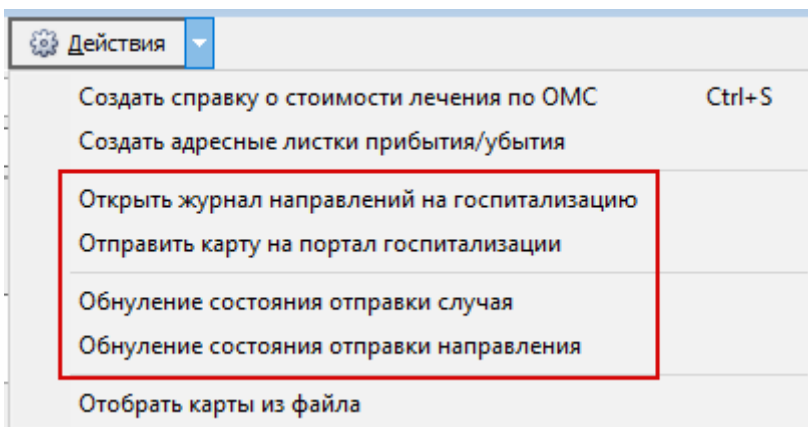 Действия
Создать справку о стоимости лечения по ОМС Ctrl+S
Создать адресные листки прибытия/убытия
Открыть журнал направлений на госпитализацию
Отправить карту на портал госпитализации
Обнуление состояния отправки случая
Обнуление состояния отправки направления
Отобрать карты из файла